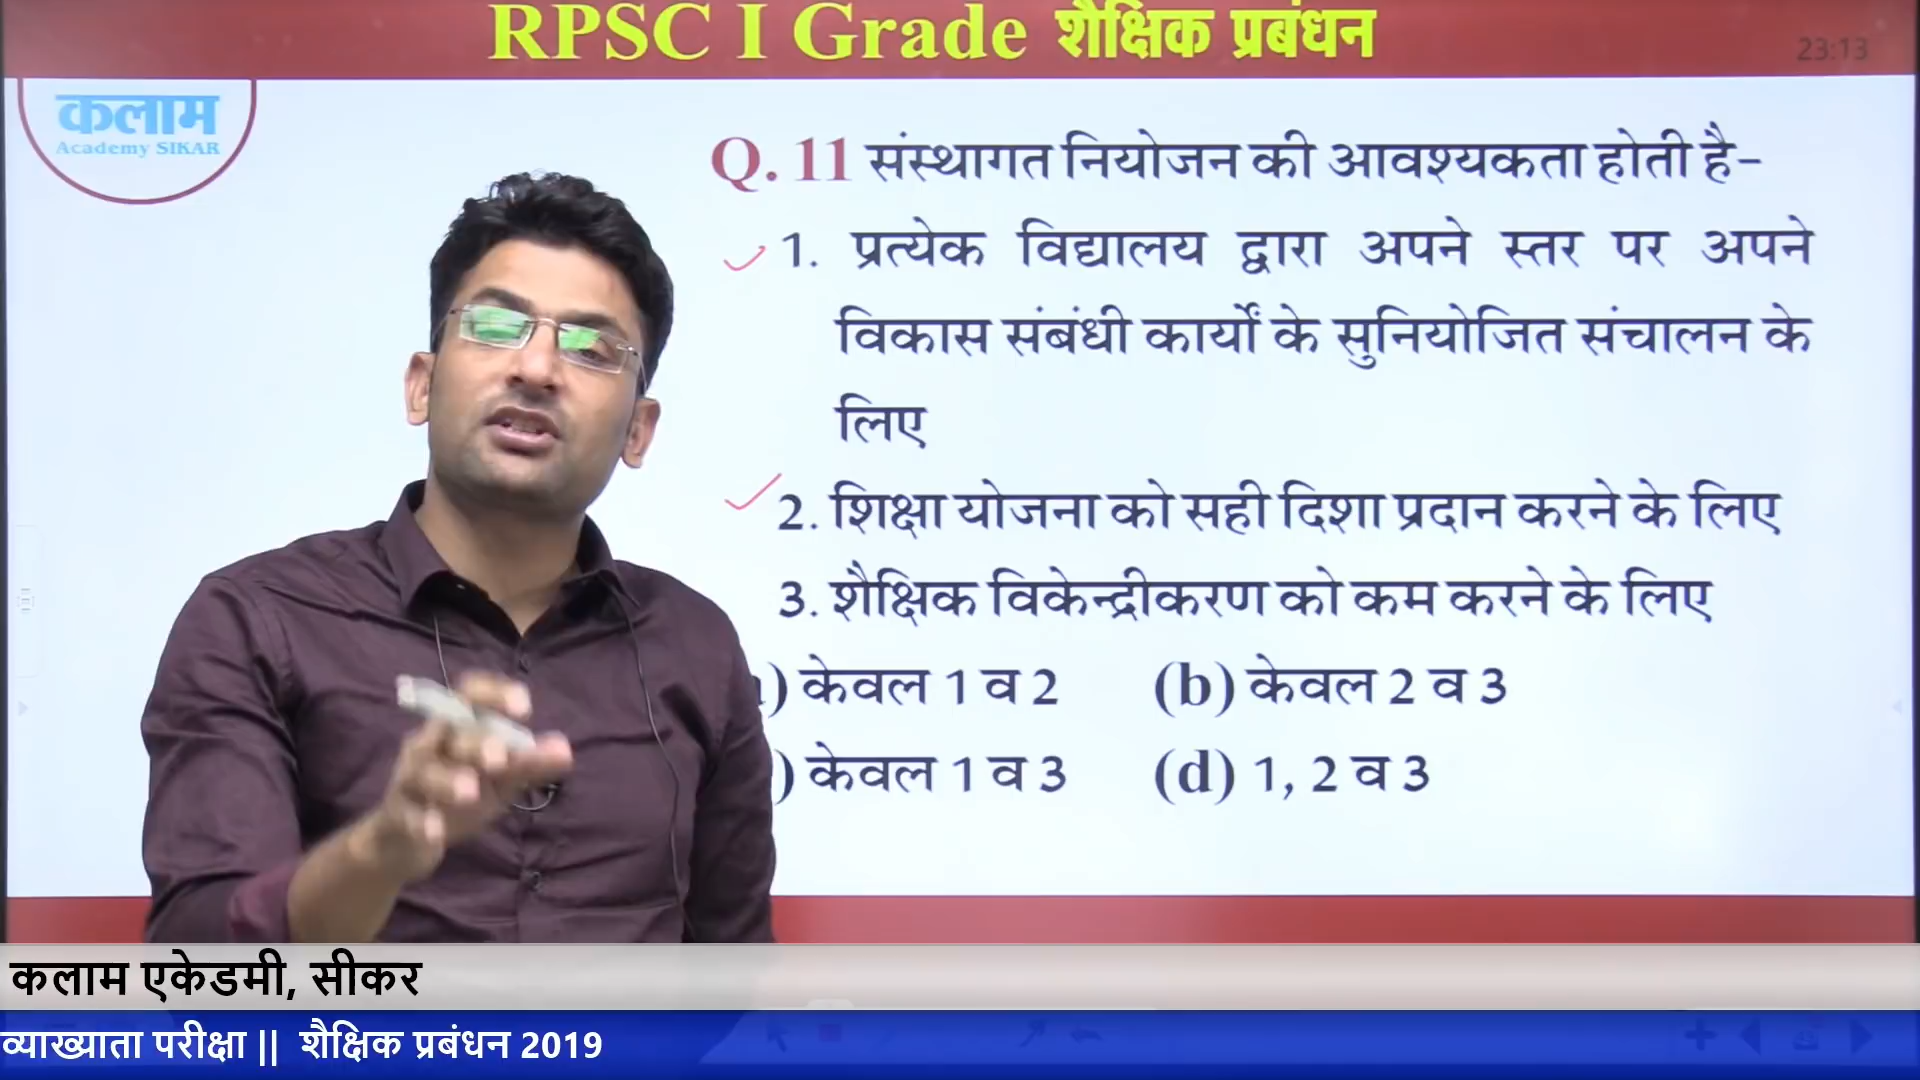 RPSC I Grade शैक्षिक प्रबंधन
23:13
कलाम
Academy SIKAR
Q. 11 संस्थागत नियोजन की आवश्यकता होती है-
1. प्रत्येक विद्यालय द्वारा अपने स्तर पर अपने
विकास संबंधी कार्यों के सुनियोजित संचालन के
लिए
2. शिक्षा योजना को सही दिशा प्रदान करने के लिए
3. शैक्षिक विकेन्द्रीकरण को कम करने के लिए
) केवल 1 व 2 (b) केवल 2 व 3
) केवल 1 व 3 (d) 1, 2 व 3
कलाम एकेडमी, सीकर
व्याख्याता परीक्षा || शैक्षिक प्रबंधन 2019